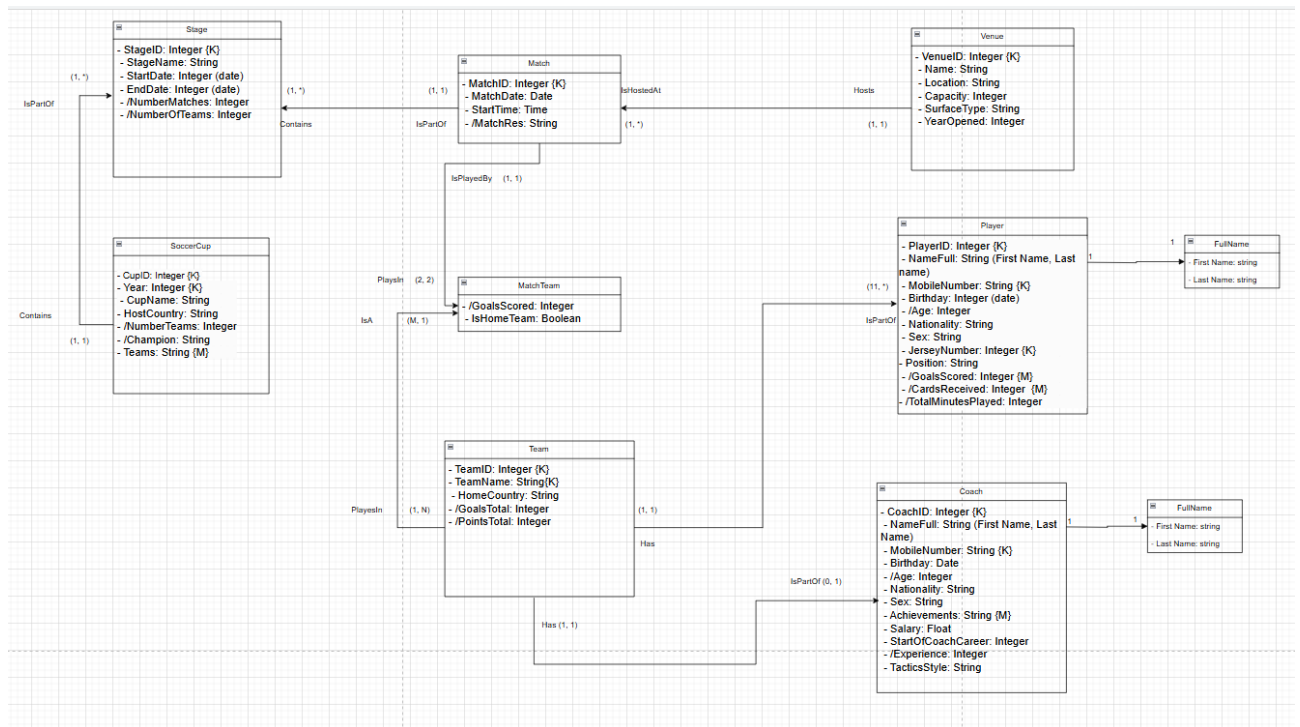 Stage
- StageID: Integer {K}
- StageName: String
- StartDate: Integer (date)
- EndDate: Integer (date)
- /NumberMatches: Integer
- /NumberOfTeams: Integer
(1, *)
IsPartOf
(1, *)
Contains
(1, 1)
IsPartOf
Match
- MatchID: Integer {K}
- MatchDate: Date
- StartTime: Time
- /MatchRes: String
IsHostedAt
(1, *)
Hosts
(1, 1)
Venue
- VenueID: Integer {K}
- Name: String
- Location: String
- Capacity: Integer
- SurfaceType: String
- YearOpened: Integer
IsPlayedBy (1, 1)
SoccerCup
- CupID: Integer {K}
- Year: Integer {K}
- CupName: String
- HostCountry: String
- /NumberTeams: Integer
- /Champion: String
- Teams: String {M}
Contains
(1, 1)
PlaysIn (2, 2)
IsA (M, 1)
MatchTeam
- /GoalsScored: Integer
- IsHomeTeam: Boolean
Player
- PlayerID: Integer {K}
- NameFull: String (First Name, Last
name)
- MobileNumber: String {K}
- Birthday: Integer (date)
- /Age: Integer
- Nationality: String
- Sex: String
- JerseyNumber: Integer {K}
- Position: String
- /GoalsScored: Integer {M}
- /CardsReceived: Integer {M}
- /TotalMinutesPlayed: Integer
(11, *)
IsPartOf
1
1
FullName
- First Name: string
- Last Name: string
Team
- TeamID: Integer {K}
- TeamName: String{K}
- HomeCountry: String
- /GoalsTotal: Integer
- /PointsTotal: Integer
PlayesIn (1, N)
(1, 1)
Has
Has (1, 1)
IsPartOf (0, 1)
Coach
- CoachID: Integer {K}
- NameFull: String (First Name, Last
Name)
- MobileNumber: String {K}
- Birthday: Date
- /Age: Integer
- Nationality: String
- Sex: String
- Achievements: String {M}
- Salary: Float
- StartOfCoachCareer: Integer
- /Experience: Integer
- TacticsStyle: String
1
1
FullName
- First Name: string
- Last Name: string